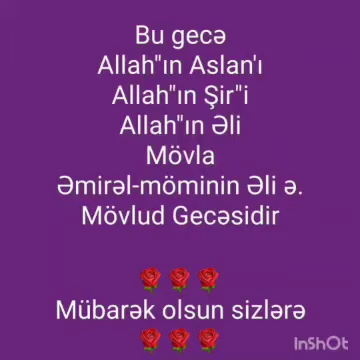 Bu gecə
Allah"ın Aslan'ı
Allah"ın Şir"i
Allah"ın Əli
Mövla
Əmirəl-möminin Əli ə.
Mövlud Gecəsidir
🌹🌹🌹
Mübarək olsun sizlərə
🌹🌹🌹
InShOt